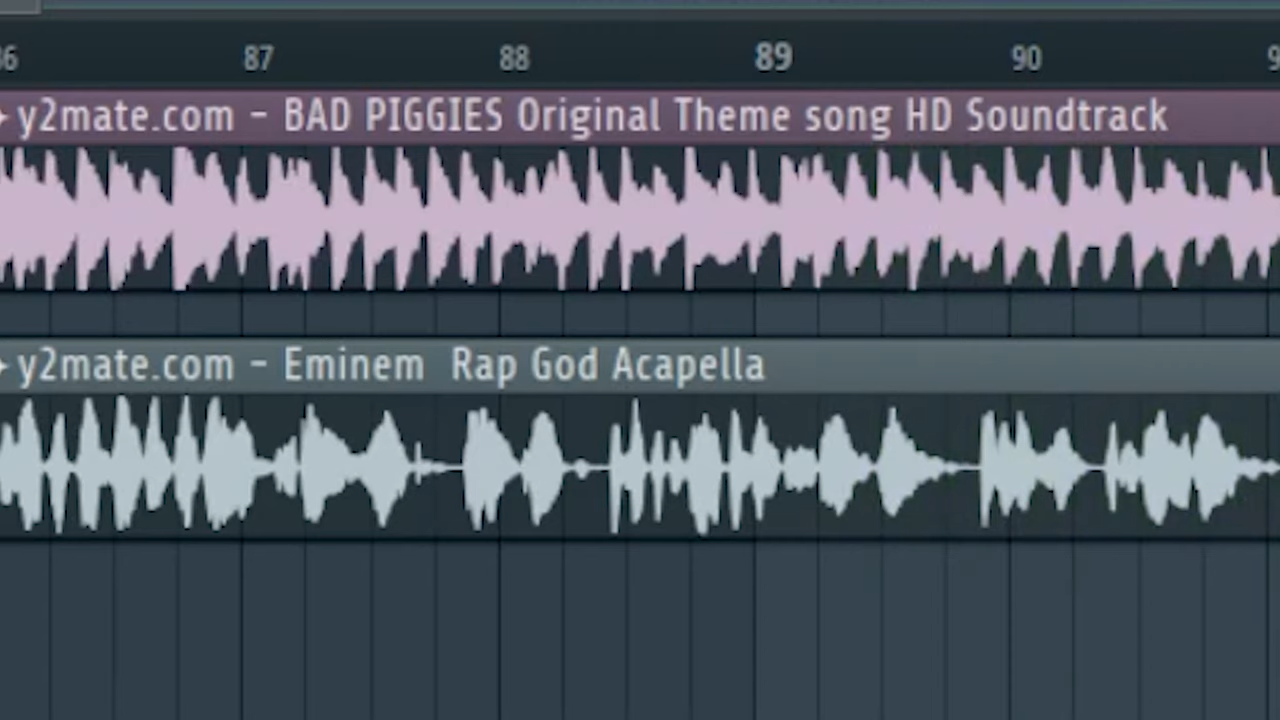 87 88 89 90
y2mate.com - BAD PIGGIES Original Theme song HD Soundtrack
y2mate.com - Eminem Rap God Acapella